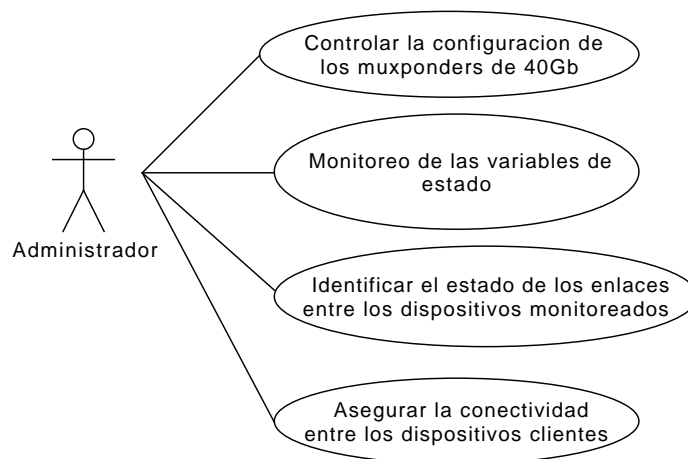 Controlar la configuracion de
los muxponders de 40Gb
Monitoreo de las variables de
estado
Administrador
Identificar el estado de los enlaces
entre los dispositivos monitoreados
Asegurar la conectividad
entre los dispositivos clientes